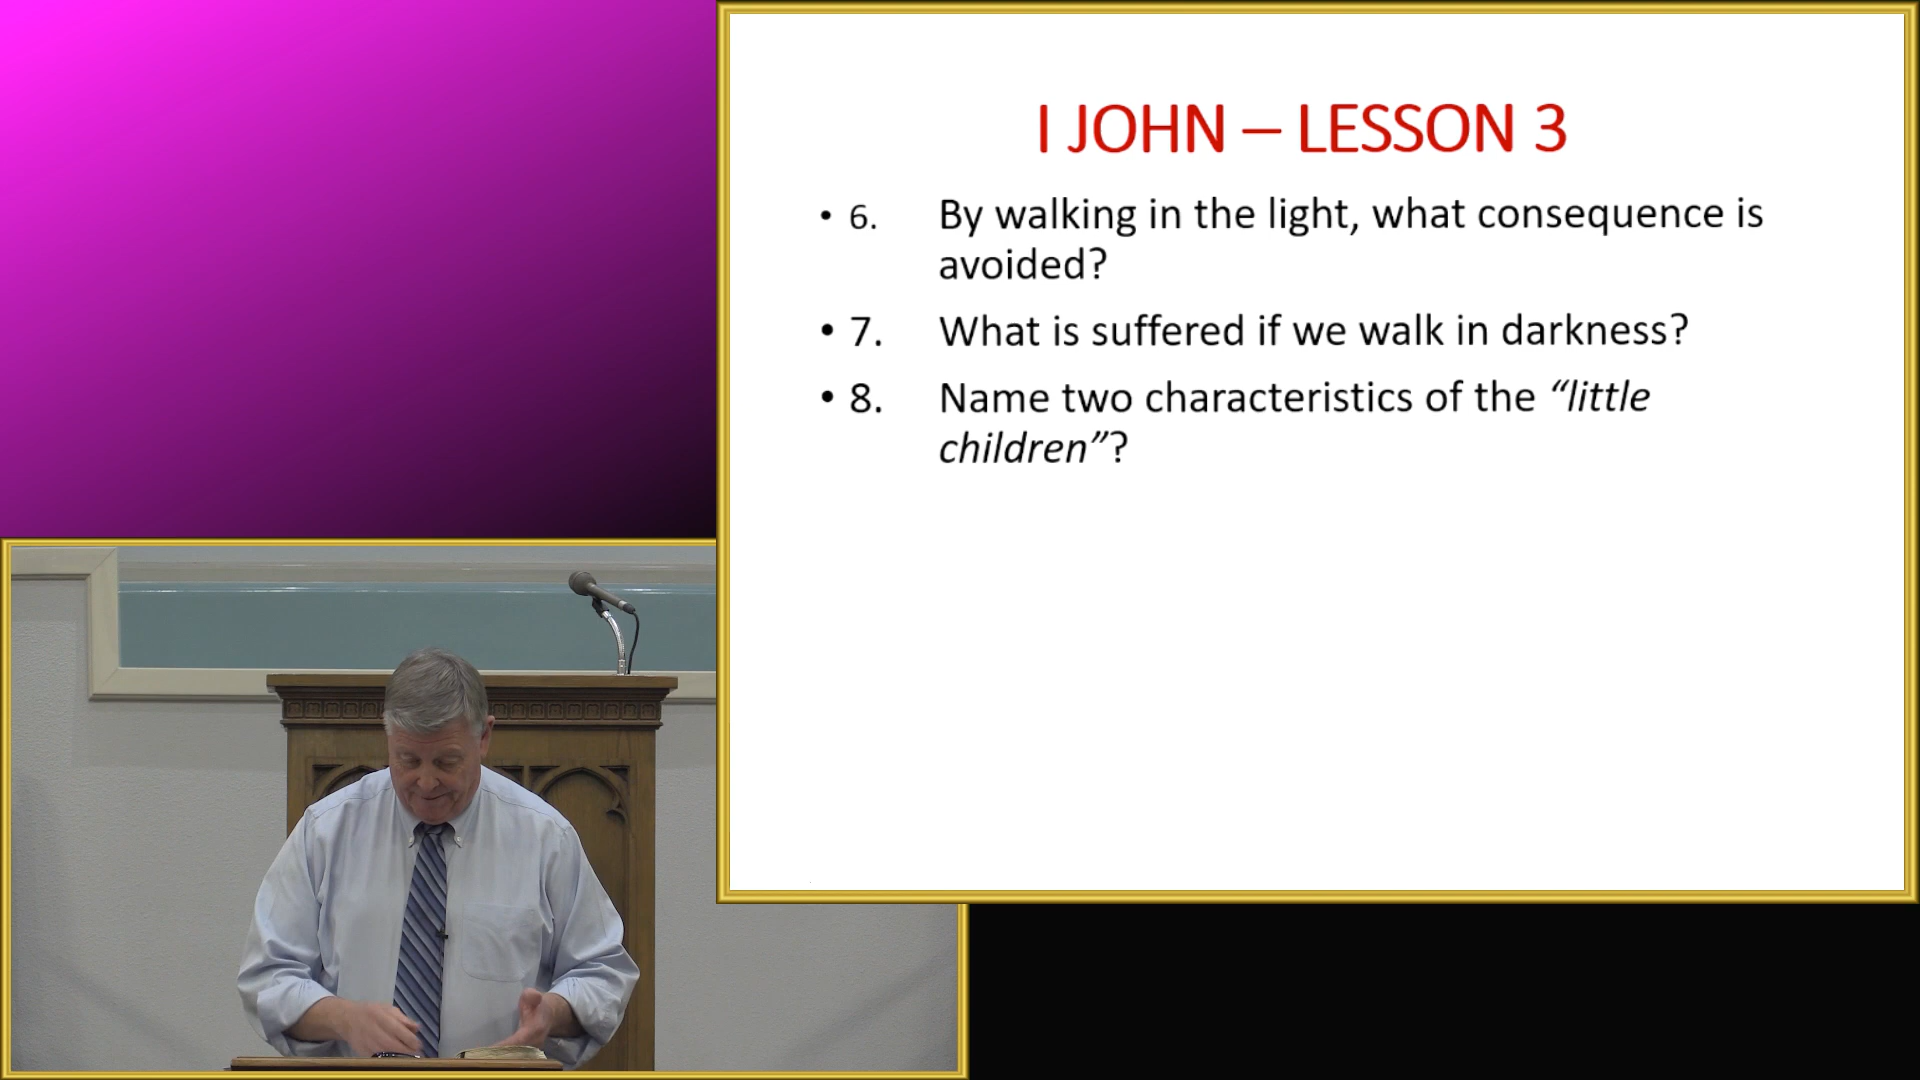 I JOHN – LESSON 3
• 6. By walking in the light, what consequence is
avoided?
• 7. What is suffered if we walk in darkness?
• 8. Name two characteristics of the “little
children”?